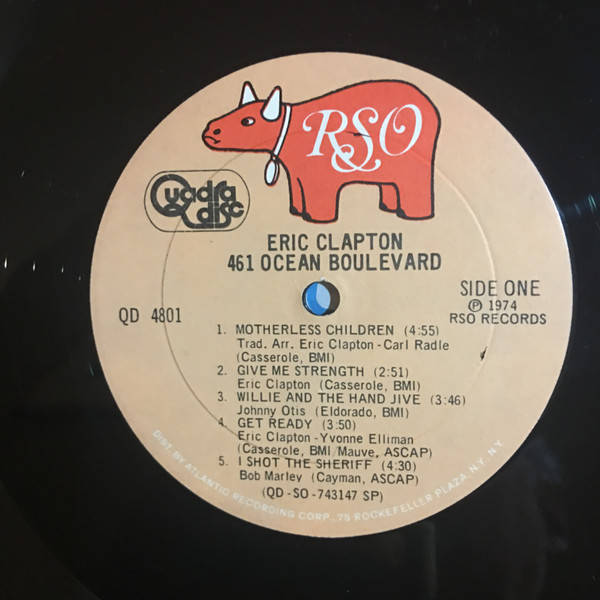 RSO
Quadra
disc
ERIC CLAPTON
461 OCEAN BOULEVARD
SIDE ONE
QD 4801
℗ 1974
RSO RECORDS
1. MOTHERLESS CHILDREN (4:55)
Trad. Arr. Eric Clapton - Carl Radle
(Casserole, BMI)
2. GIVE ME STRENGTH (2:51)
Eric Clapton (Casserole, BMI)
3. WILLIE AND THE HAND JIVE (3:46)
Johnny Otis (Eldorado, BMI)
4. GET READY (3:50)
Eric Clapton - Yvonne Elliman
(Casserole, BMI/Mauve, ASCAP)
5. I SHOT THE SHERIFF (4:30)
Bob Marley (Cayman, ASCAP)
(QD-SO-743147 SP)
DIST. BY ATLANTIC RECORDING CORP., 75 ROCKEFELLER PLAZA, N.Y. N.Y.